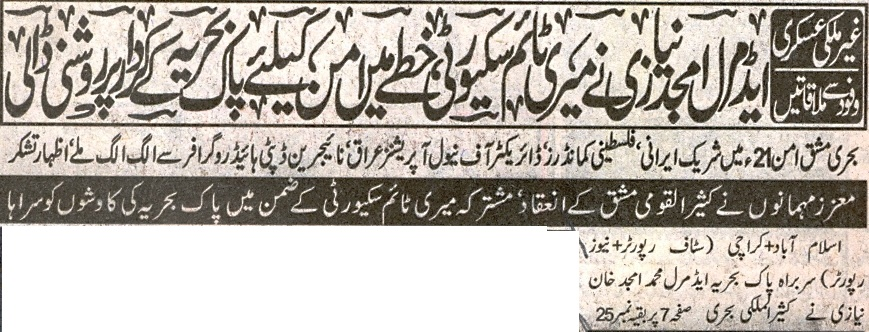 غیر ملکی عسکری
وفود سے ملاقاتیں
ایڈمرل امجد نیازی نے میری ٹائم سکیورٹی، خطے میں امن کیلئے پاک بحریہ کے کردار پر روشنی ڈالی
بحری مشق امن 21ء میں شریک ایرانی، فلسطینی کمانڈرز، ڈائریکٹر آف نیول آپریشنز عراق، نائیجرین ڈپٹی ہائیڈروگرافر سے الگ الگ ملے، اظہار تشکر
معزز مہمانوں نے کثیر القومی مشق کے انعقاد، مشترکہ میری ٹائم سکیورٹی کے ضمن میں پاک بحریہ کی کاوشوں کو سراہا
اسلام آباد+کراچی (سٹاف رپورٹر+نیوز
رپورٹر) سربراہ پاک بحریہ ایڈمرل محمد امجد خان
نیازی نے کثیر الملکی بحری صفحہ 7 پر بقیہ نمبر 25